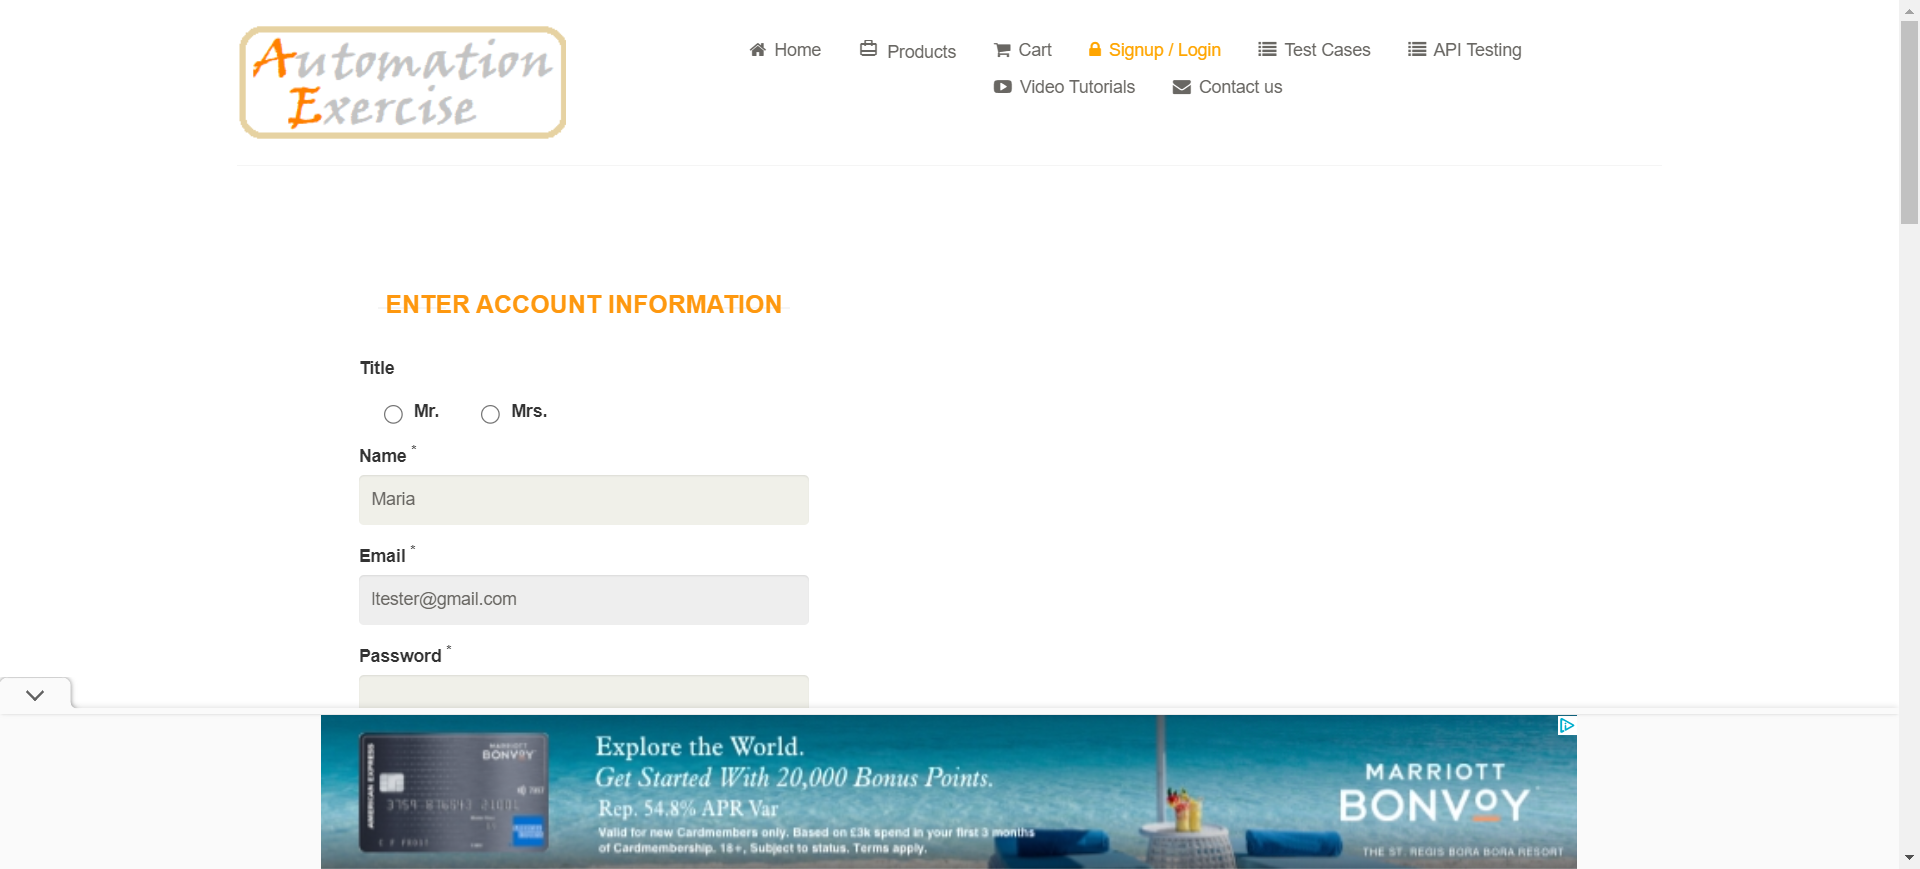 Automation
Exercise
Home
Products
Cart
Signup / Login
Test Cases
API Testing
Video Tutorials
Contact us
ENTER ACCOUNT INFORMATION
Title
Mr.
Mrs.
Name *
Maria
Email *
ltester@gmail.com
Password *
AMERICAN EXPRESS
MARRIOTT
BONVOY
C F FROST
Explore the World.
Get Started With 20,000 Bonus Points.
Rep. 54.8% APR Var
Valid for new Cardmembers only. Based on £3k spend in your first 3 months
of Cardmembership. 18+, Subject to status. Terms apply.
MARRIOTT
BONVOY
THE ST. REGIS BORA BORA RESORT